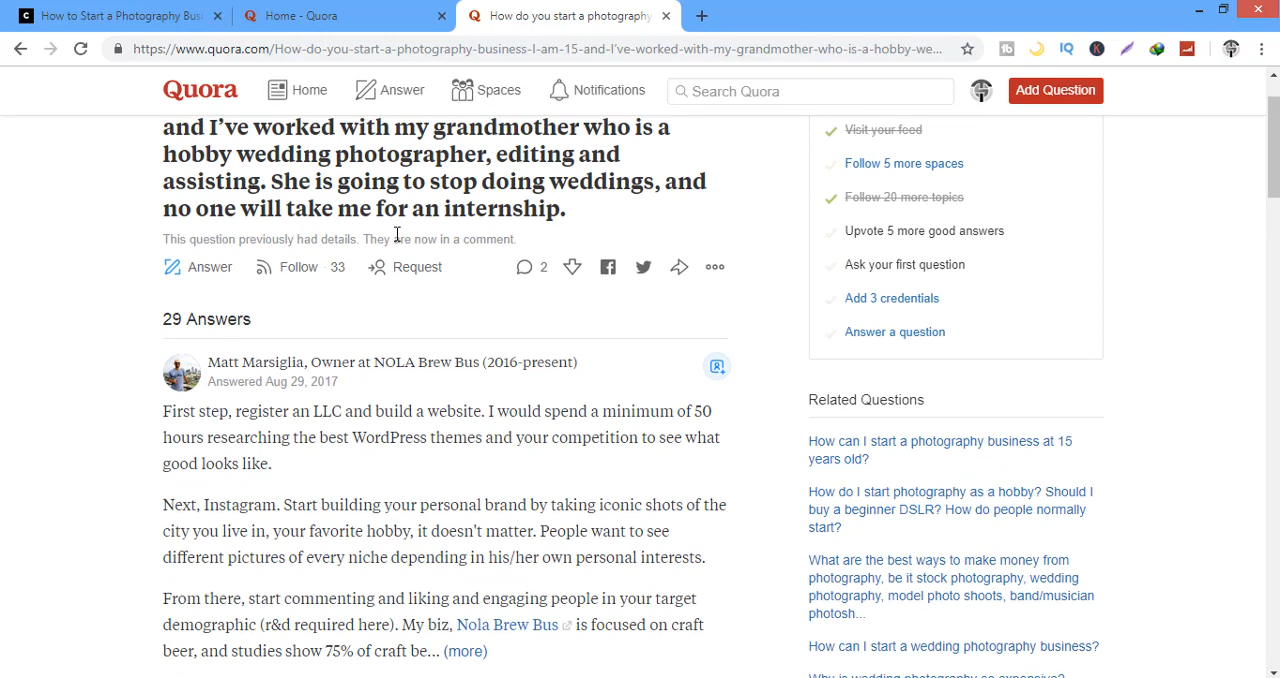 How to Start a Photography Busi
Home - Quora
How do you start a photography
https://www.quora.com/How-do-you-start-a-photography-business-I-am-15-and-I've-worked-with-my-grandmother-who-is-a-hobby-we...
Quora
Home
Answer
Spaces
Notifications
Search Quora
Add Question
and I've worked with my grandmother who is a
hobby wedding photographer, editing and
assisting. She is going to stop doing weddings, and
no one will take me for an internship.
This question previously had details. They are now in a comment.
Answer
Follow 33
Request
2
29 Answers
Matt Marsiglia, Owner at NOLA Brew Bus (2016-present)
Answered Aug 29, 2017
First step, register an LLC and build a website. I would spend a minimum of 50
hours researching the best WordPress themes and your competition to see what
good looks like.
Next, Instagram. Start building your personal brand by taking iconic shots of the
city you live in, your favorite hobby, it doesn't matter. People want to see
different pictures of every niche depending in his/her own personal interests.
From there, start commenting and liking and engaging people in your target
demographic (r&d required here). My biz, Nola Brew Bus is focused on craft
beer, and studies show 75% of craft be... (more)
Visit your feed
Follow 5 more spaces
Follow 20 more topics
Upvote 5 more good answers
Ask your first question
Add 3 credentials
Answer a question
Related Questions
How can I start a photography business at 15
years old?
How do I start photography as a hobby? Should I
buy a beginner DSLR? How do people normally
start?
What are the best ways to make money from
photography, be it stock photography, wedding
photography, model photo shoots, band/musician
photosh...
How can I start a wedding photography business?
Why is wedding photography so expensive?